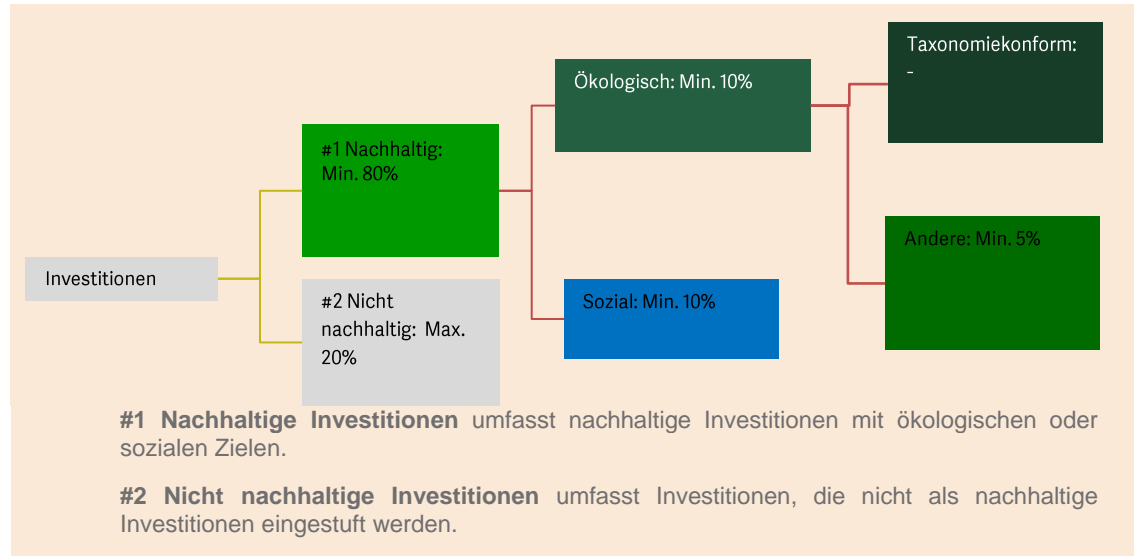 Taxonomiekonform:
-
Ökologisch: Min. 10%
#1 Nachhaltig:
Min. 80%
Andere: Min. 5%
Investitionen
#2 Nicht
nachhaltig: Max.
20%
Sozial: Min. 10%
#1 Nachhaltige Investitionen umfasst nachhaltige Investitionen mit ökologischen oder
sozialen Zielen.
#2 Nicht nachhaltige Investitionen umfasst Investitionen, die nicht als nachhaltige
Investitionen eingestuft werden.